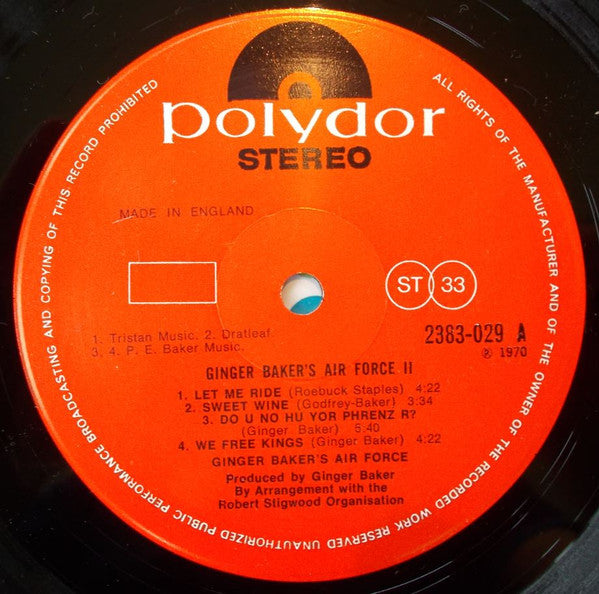 polydor
STEREO
MADE IN ENGLAND
ST 33
1. Tristan Music. 2. Dratleaf.
3. 4. P. E. Baker Music.
2383-029 A
℗ 1970
GINGER BAKER'S AIR FORCE II
1. LET ME RIDE (Roebuck Staples) 4:22
2. SWEET WINE (Godfrey-Baker) 3:34
3. DO U NO HU YOR PHRENZ R?
(Ginger Baker) 5:40
4. WE FREE KINGS (Ginger Baker) 4:22
GINGER BAKER'S AIR FORCE
Produced by Ginger Baker
By Arrangement with the
Robert Stigwood Organisation
ALL RIGHTS OF THE MANUFACTURER AND OF THE OWNER OF THE RECORDED WORK RESERVED UNAUTHORIZED PUBLIC PERFORMANCE BROADCASTING AND COPYING OF THIS RECORD PROHIBITED